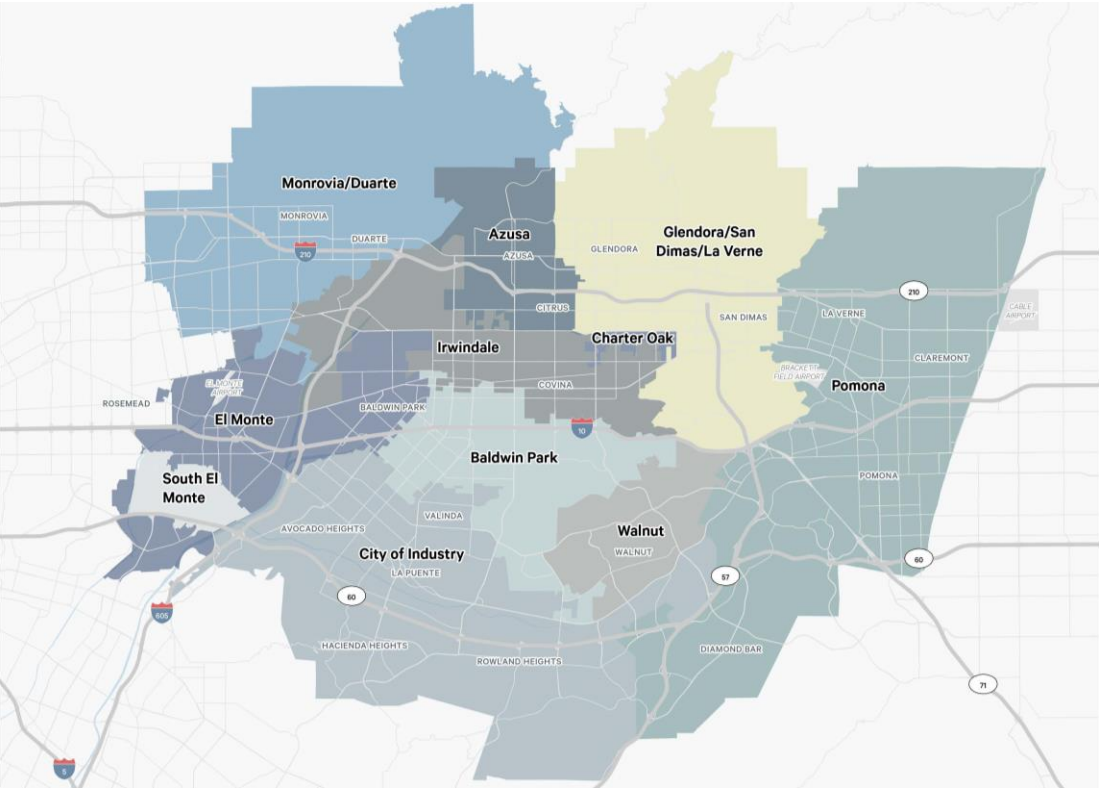 Monrovia/Duarte
MONROVIA
DUARTE
210
Azusa
AZUSA
CITRUS
GLENDORA
Glendora/San
Dimas/La Verne
SAN DIMAS
210
LA VERNE
CABLE
AIRPORT
CLAREMONT
Irwindale
Charter Oak
COVINA
BRACKETT
FIELD AIRPORT
Pomona
EL MONTE
AIRPORT
ROSEMEAD
El Monte
BALDWIN PARK
10
Baldwin Park
POMONA
South El
Monte
AVOCADO HEIGHTS
VALINDA
City of Industry
LA PUENTE
Walnut
WALNUT
60
57
60
605
HACIENDA HEIGHTS
ROWLAND HEIGHTS
DIAMOND BAR
71
5